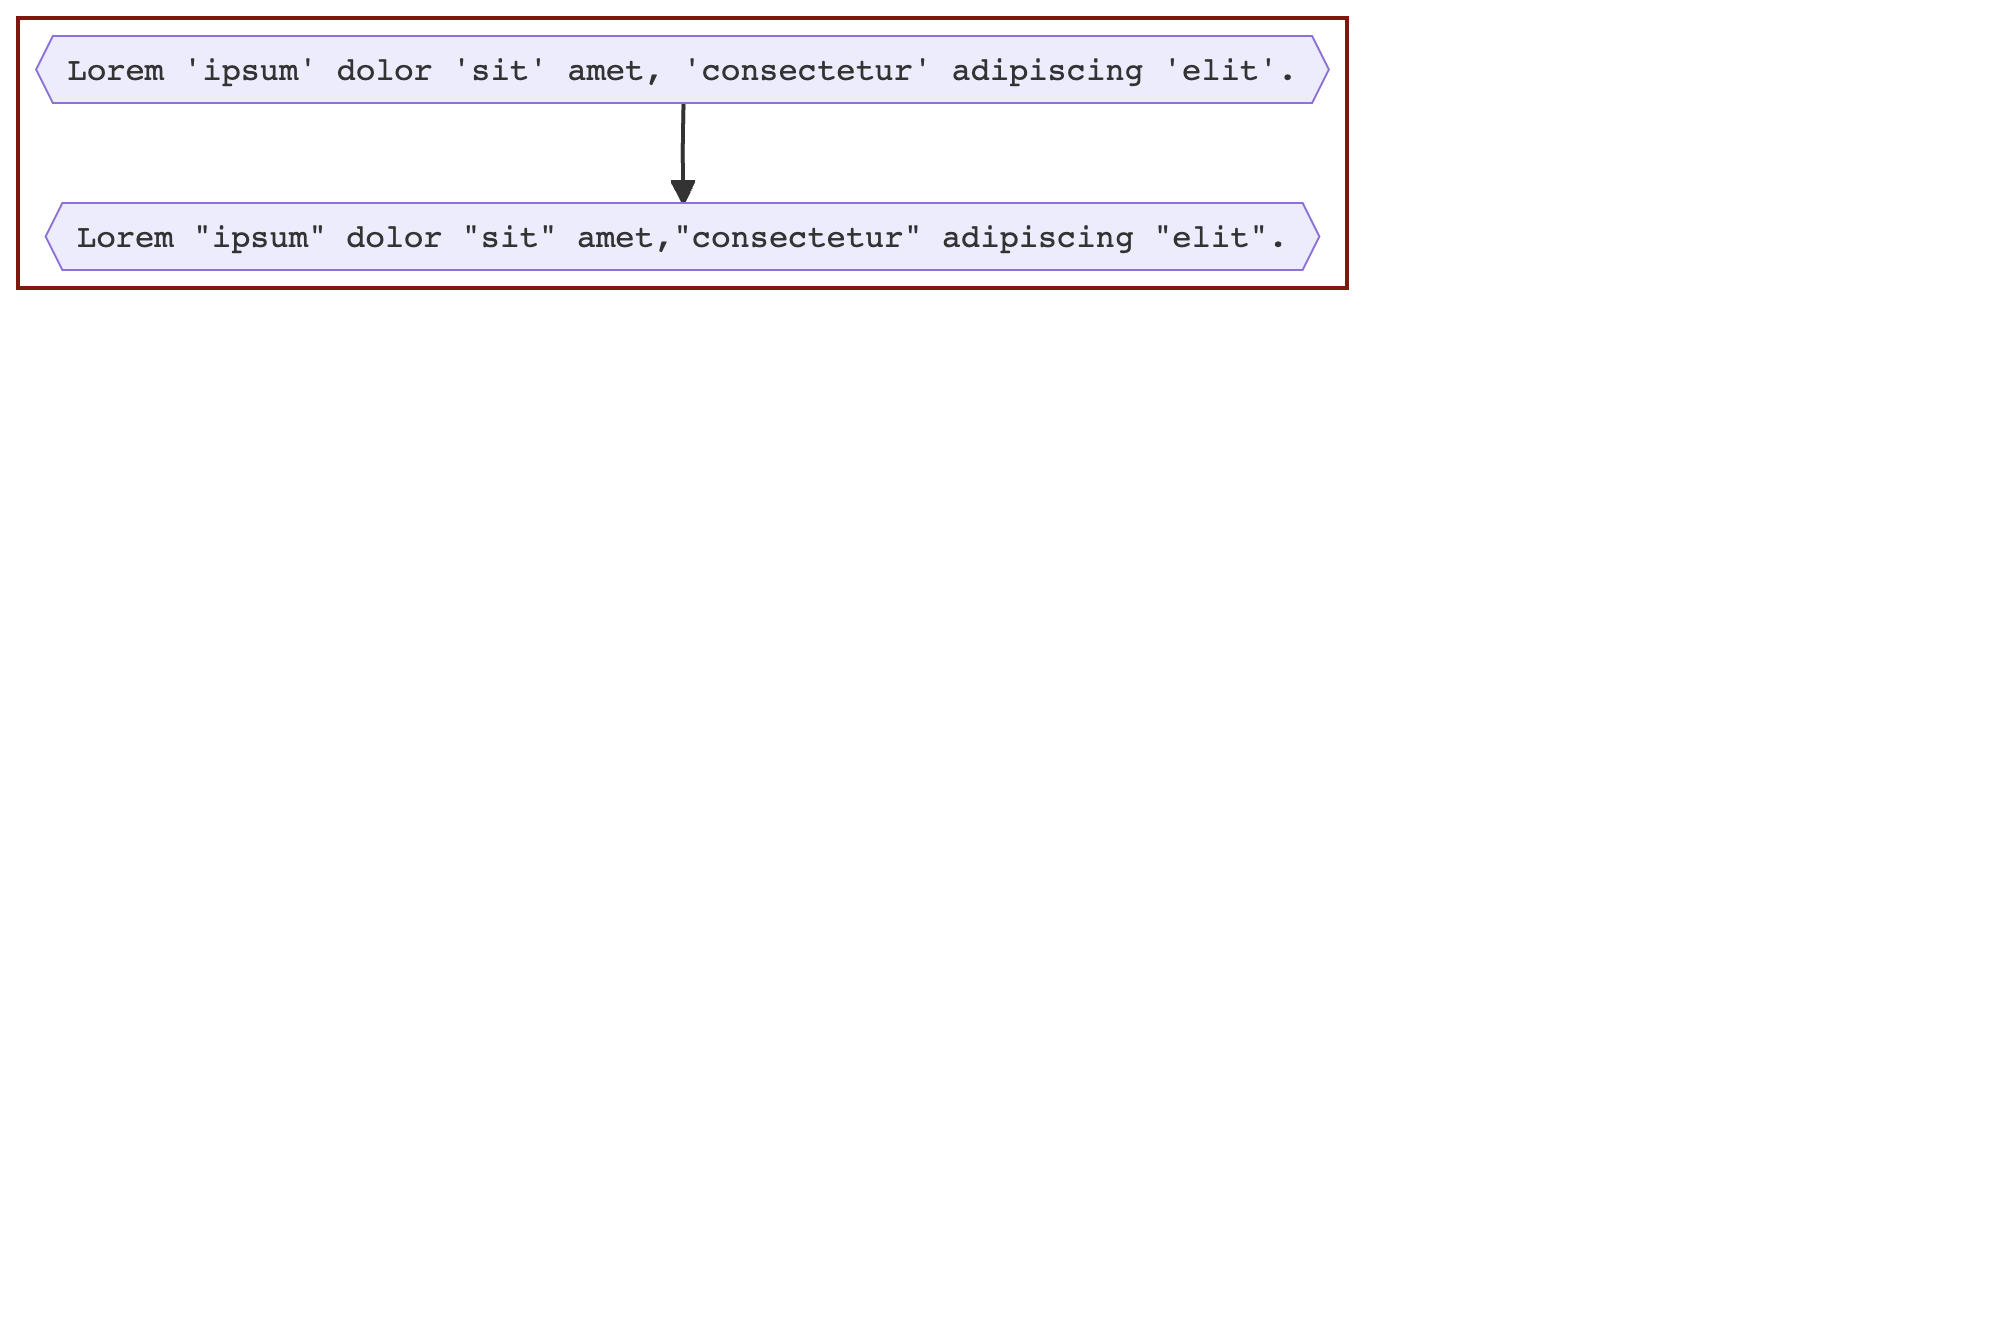 Lorem 'ipsum' dolor 'sit' amet, 'consectetur' adipiscing 'elit'.
Lorem "ipsum" dolor "sit" amet,"consectetur" adipiscing "elit".